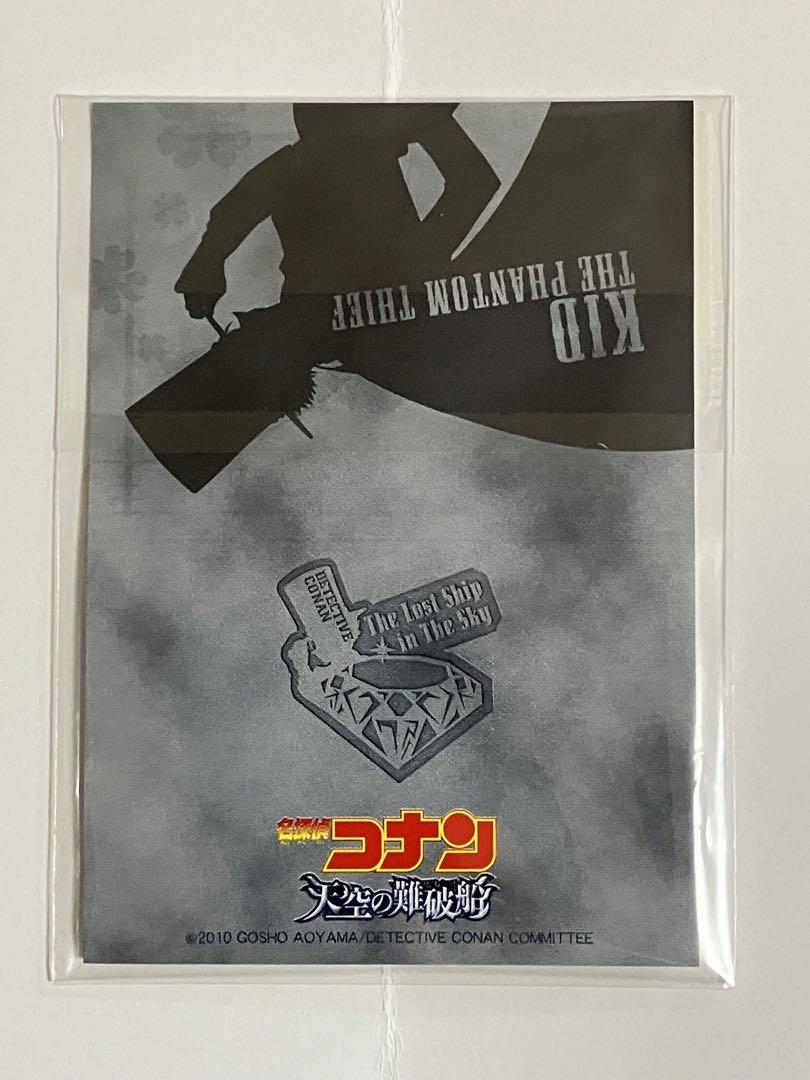 KID
THE PHANTOM THIEF
DETECTIVE
CONAN
The Lost Ship
in The Sky
名探偵
コナン
天空の難破船
©2010 GOSHO AOYAMA/DETECTIVE CONAN COMMITTEE